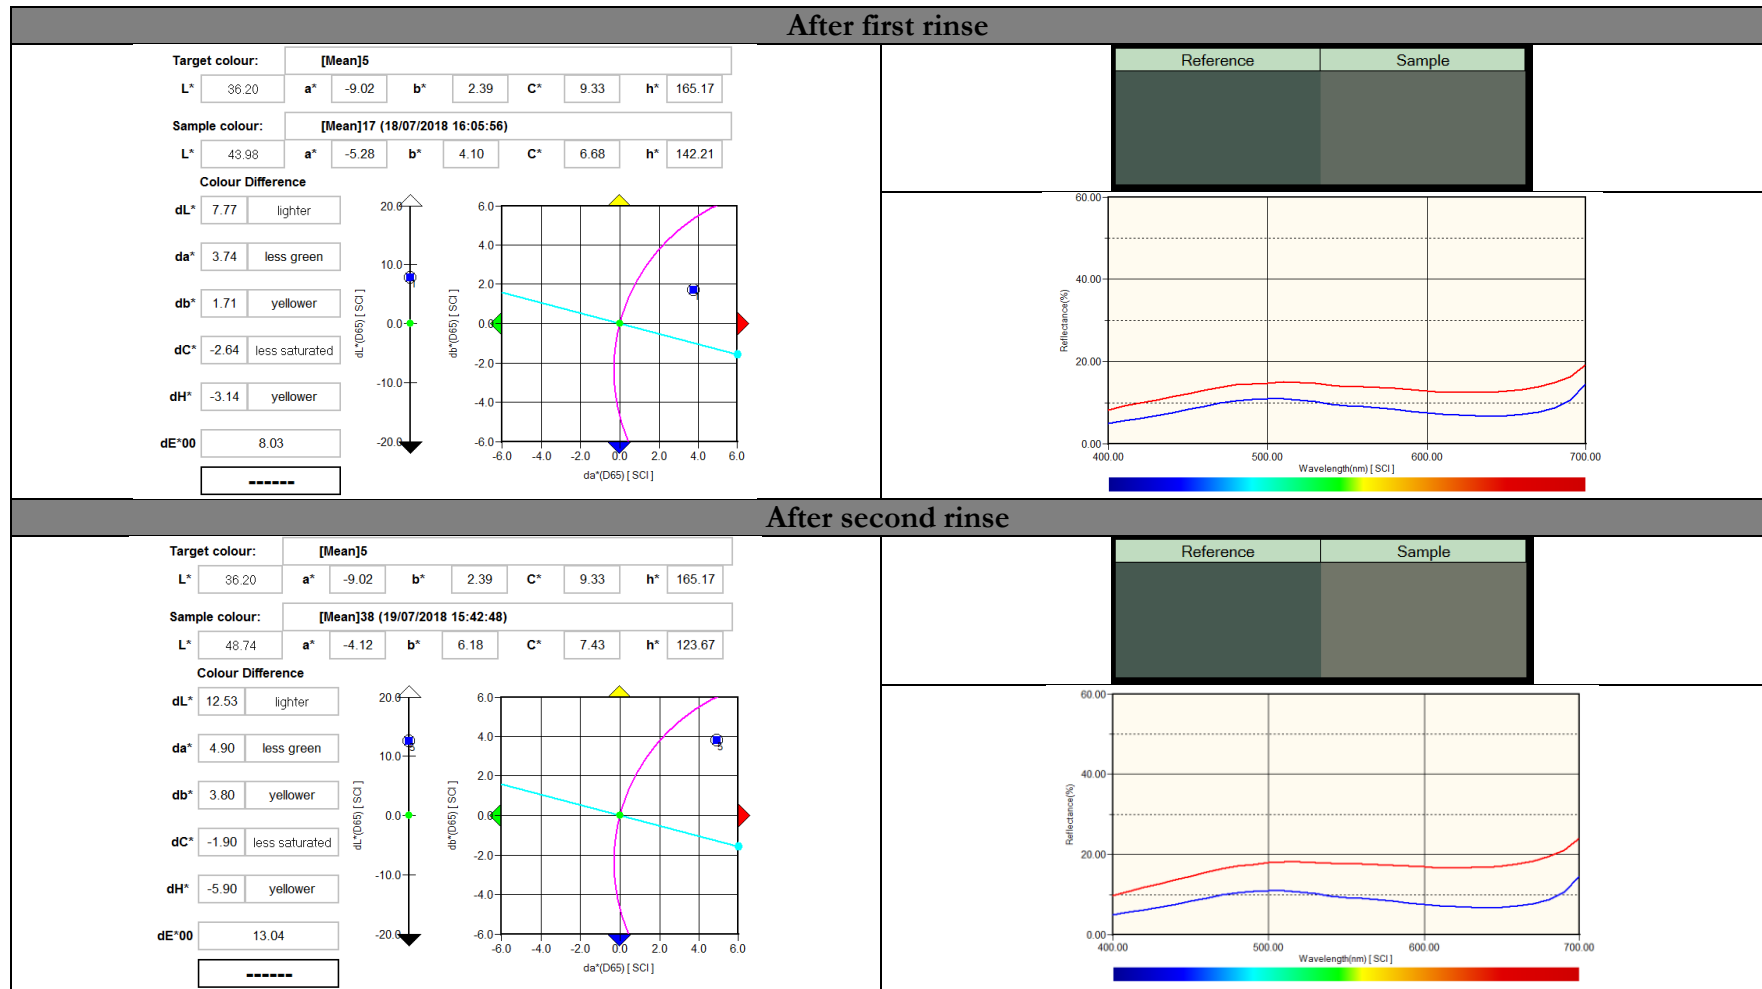 After first rinse
Target colour: [Mean]5
L* 36.20 a* -9.02 b* 2.39 C* 9.33 h* 165.17
Sample colour: [Mean]17 (18/07/2018 16:05:56)
L* 43.98 a* -5.28 b* 4.10 C* 6.68 h* 142.21
Colour Difference
dL* 7.77 lighter
da* 3.74 less green
db* 1.71 yellower
dC* -2.64 less saturated
dH* -3.14 yellower
dE*00 8.03
------
20.0
10.0
0.0
-10.0
-20.0
dL*(D65) [ SCI ]
1
6.0
4.0
2.0
0.0
-2.0
-4.0
-6.0
db*(D65) [ SCI ]
-6.0 -4.0 -2.0 0.0 2.0 4.0 6.0
da*(D65) [ SCI ]
Reference Sample
60.00
40.00
20.00
0.00
Reflectance(%)
400.00 500.00 600.00 700.00
Wavelength(nm) [ SCI ]
After second rinse
Target colour: [Mean]5
L* 36.20 a* -9.02 b* 2.39 C* 9.33 h* 165.17
Sample colour: [Mean]38 (19/07/2018 15:42:48)
L* 48.74 a* -4.12 b* 6.18 C* 7.43 h* 123.67
Colour Difference
dL* 12.53 lighter
da* 4.90 less green
db* 3.80 yellower
dC* -1.90 less saturated
dH* -5.90 yellower
dE*00 13.04
------
20.0
10.0
0.0
-10.0
-20.0
dL*(D65) [ SCI ]
5
6.0
4.0
2.0
0.0
-2.0
-4.0
-6.0
db*(D65) [ SCI ]
5
-6.0 -4.0 -2.0 0.0 2.0 4.0 6.0
da*(D65) [ SCI ]
Reference Sample
60.00
40.00
20.00
0.00
Reflectance(%)
400.00 500.00 600.00 700.00
Wavelength(nm) [ SCI ]